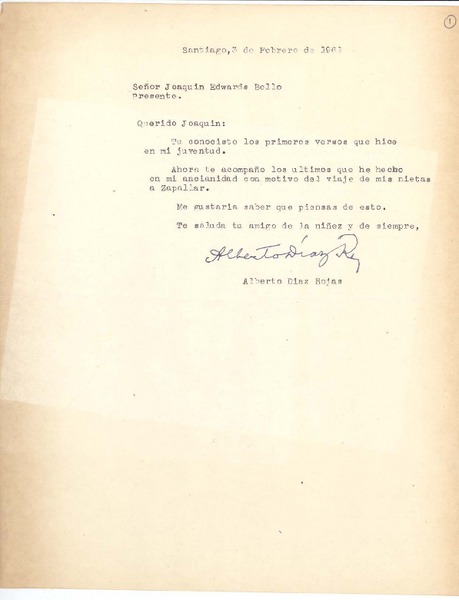 1
Santiago,3 de Febrero de 1961
Señor Joaquin Edwards Bello
Presente.
Querido Joaquin:
Tu conociste los primeros versos que hice
en mi juventud.
Ahora te acompaño los ultimos que he hecho
en mi ancianidad con motivo del viaje de mis nietas
a Zapallar.
Me gustaria saber que piensas de esto.
Te saluda tu amigo de la niñez y de siempre,
Alberto Díaz R
Alberto Diaz Rojas